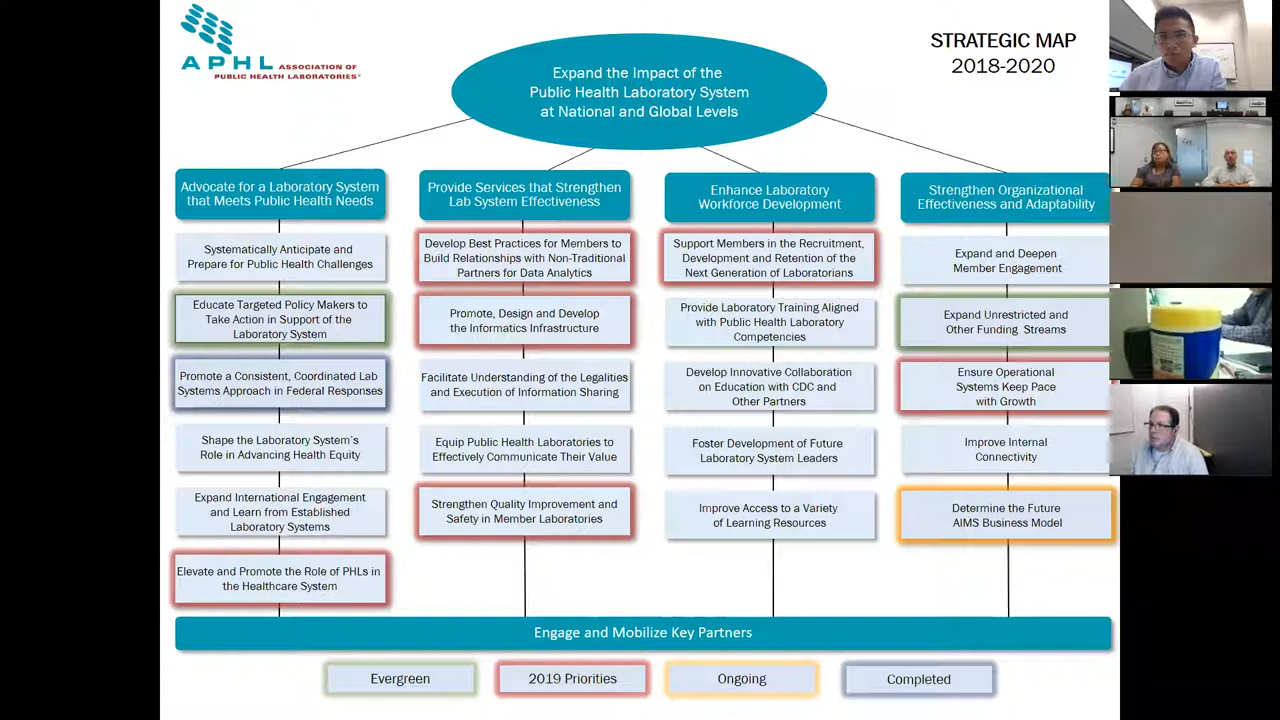 APHL ASSOCIATION OF
PUBLIC HEALTH LABORATORIES
STRATEGIC MAP
2018-2020
Expand the Impact of the
Public Health Laboratory System
at National and Global Levels
Advocate for a Laboratory System
that Meets Public Health Needs
Systematically Anticipate and
Prepare for Public Health Challenges
Educate Targeted Policy Makers to
Take Action in Support of the
Laboratory System
Promote a Consistent, Coordinated Lab
Systems Approach in Federal Responses
Shape the Laboratory System's
Role in Advancing Health Equity
Expand International Engagement
and Learn from Established
Laboratory Systems
Elevate and Promote the Role of PHLs in
the Healthcare System
Provide Services that Strengthen
Lab System Effectiveness
Develop Best Practices for Members to
Build Relationships with Non-Traditional
Partners for Data Analytics
Promote, Design and Develop
the Informatics Infrastructure
Facilitate Understanding of the Legalities
and Execution of Information Sharing
Equip Public Health Laboratories to
Effectively Communicate Their Value
Strengthen Quality Improvement and
Safety in Member Laboratories
Enhance Laboratory
Workforce Development
Support Members in the Recruitment,
Development and Retention of the
Next Generation of Laboratorians
Provide Laboratory Training Aligned
with Public Health Laboratory
Competencies
Develop Innovative Collaboration
on Education with CDC and
Other Partners
Foster Development of Future
Laboratory System Leaders
Improve Access to a Variety
of Learning Resources
Strengthen Organizational
Effectiveness and Adaptability
Expand and Deepen
Member Engagement
Expand Unrestricted and
Other Funding Streams
Ensure Operational
Systems Keep Pace
with Growth
Improve Internal
Connectivity
Determine the Future
AIMS Business Model
Engage and Mobilize Key Partners
Evergreen
2019 Priorities
Ongoing
Completed